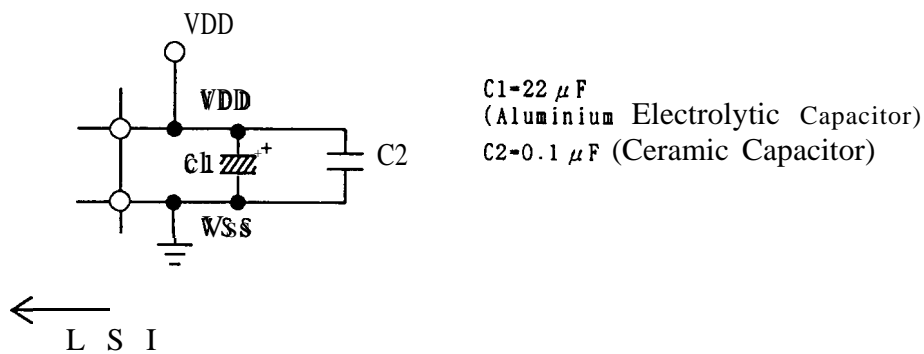 VDD
VDD
C1
+
C2
VSS
C1=22 μF
(Aluminium Electrolytic Capacitor)
C2=0.1 μF (Ceramic Capacitor)
L S I